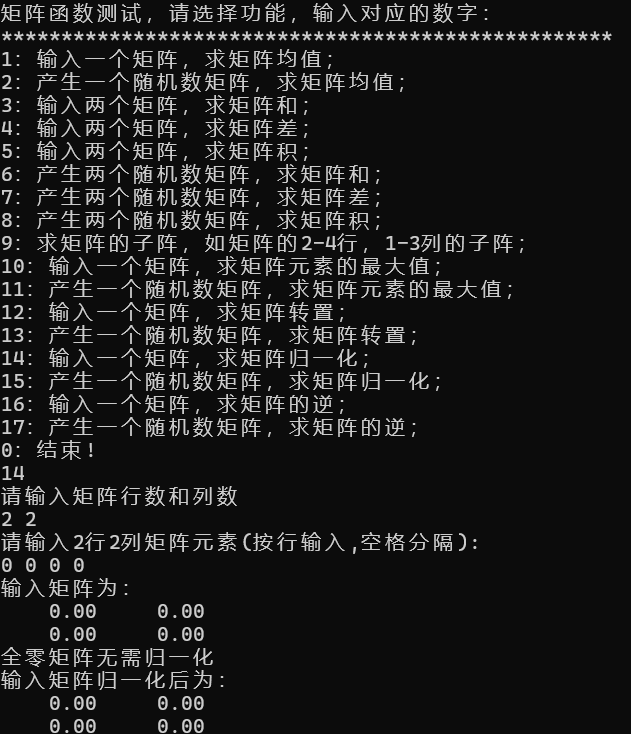 矩阵函数测试，请选择功能，输入对应的数字：
***************************************************
1：输入一个矩阵，求矩阵均值；
2：产生一个随机数矩阵，求矩阵均值；
3：输入两个矩阵，求矩阵和；
4：输入两个矩阵，求矩阵差；
5：输入两个矩阵，求矩阵积；
6：产生两个随机数矩阵，求矩阵和；
7：产生两个随机数矩阵，求矩阵差；
8：产生两个随机数矩阵，求矩阵积；
9：求矩阵的子阵，如矩阵的2-4行，1-3列的子阵；
10：输入一个矩阵，求矩阵元素的最大值；
11：产生一个随机数矩阵，求矩阵元素的最大值；
12：输入一个矩阵，求矩阵转置；
13：产生一个随机数矩阵，求矩阵转置；
14：输入一个矩阵，求矩阵归一化；
15：产生一个随机数矩阵，求矩阵归一化；
16：输入一个矩阵，求矩阵的逆；
17：产生一个随机数矩阵，求矩阵的逆；
0：结束！
14
请输入矩阵行数和列数
2 2
请输入2行2列矩阵元素(按行输入,空格分隔):
0 0 0 0
输入矩阵为：
    0.00     0.00
    0.00     0.00
全零矩阵无需归一化
输入矩阵归一化后为：
    0.00     0.00
    0.00     0.00